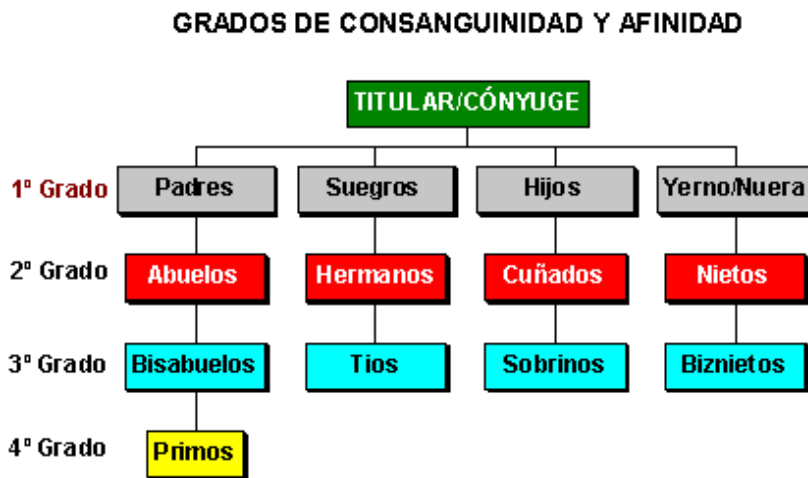 GRADOS DE CONSANGUINIDAD Y AFINIDAD
TITULAR/CÓNYUGE
1º Grado Padres Suegros Hijos Yerno/Nuera
2º Grado Abuelos Hermanos Cuñados Nietos
3º Grado Bisabuelos Tios Sobrinos Biznietos
4º Grado Primos